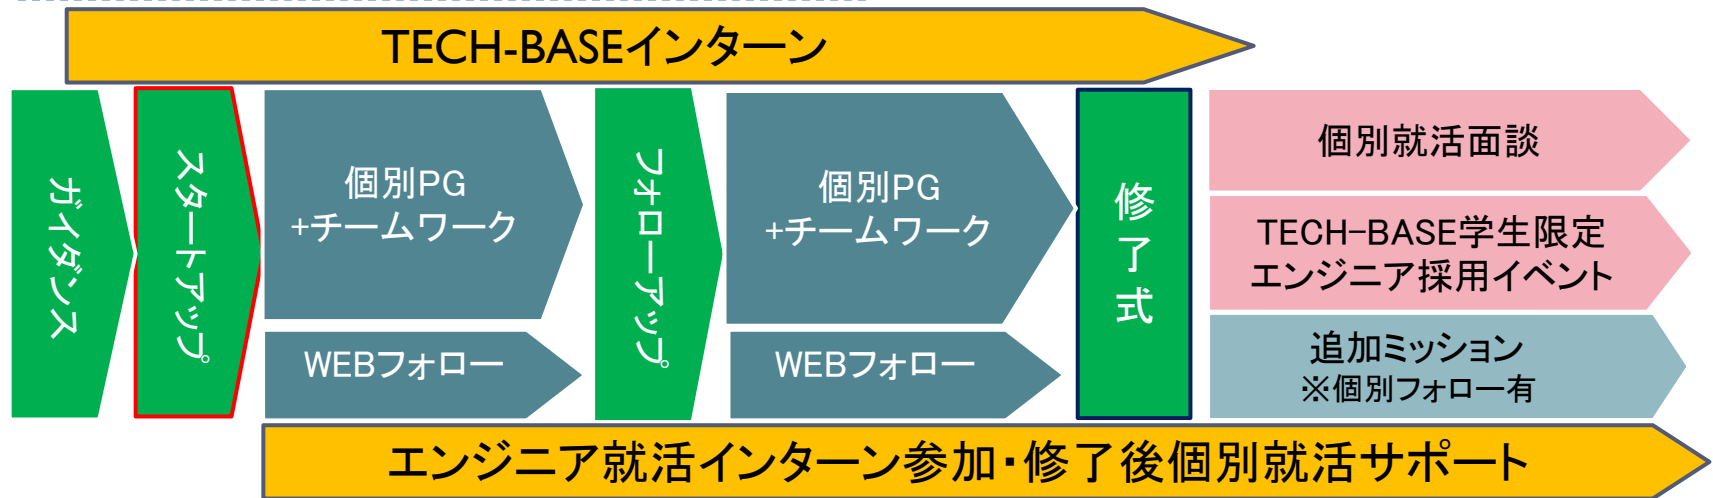 TECH-BASEインターン
ガイダンス
スタートアップ
個別PG
+チームワーク
WEBフォロー
フォローアップ
個別PG
+チームワーク
WEBフォロー
修了式
個別就活面談
TECH-BASE学生限定
エンジニア採用イベント
追加ミッション
※個別フォロー有
エンジニア就活インターン参加・修了後個別就活サポート